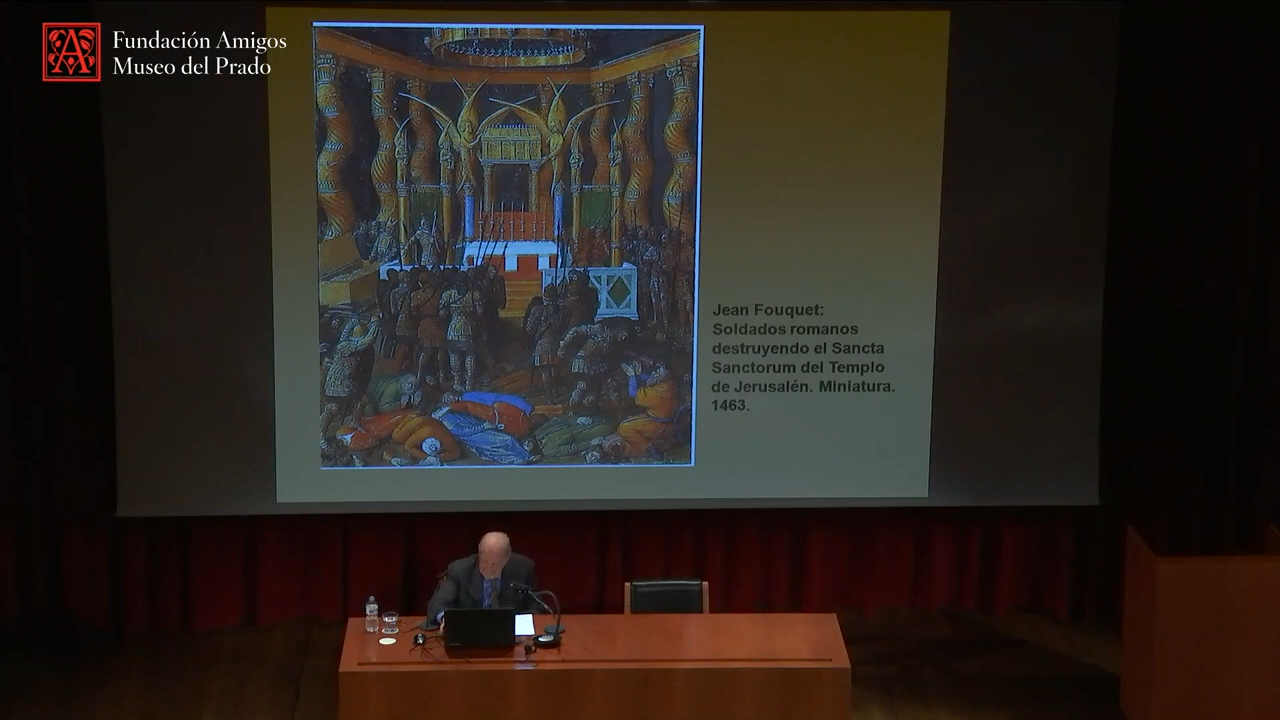 Fundación Amigos
Museo del Prado
Jean Fouquet:
Soldados romanos
destruyendo el Sancta
Sanctorum del Templo
de Jerusalén. Miniatura.
1463.